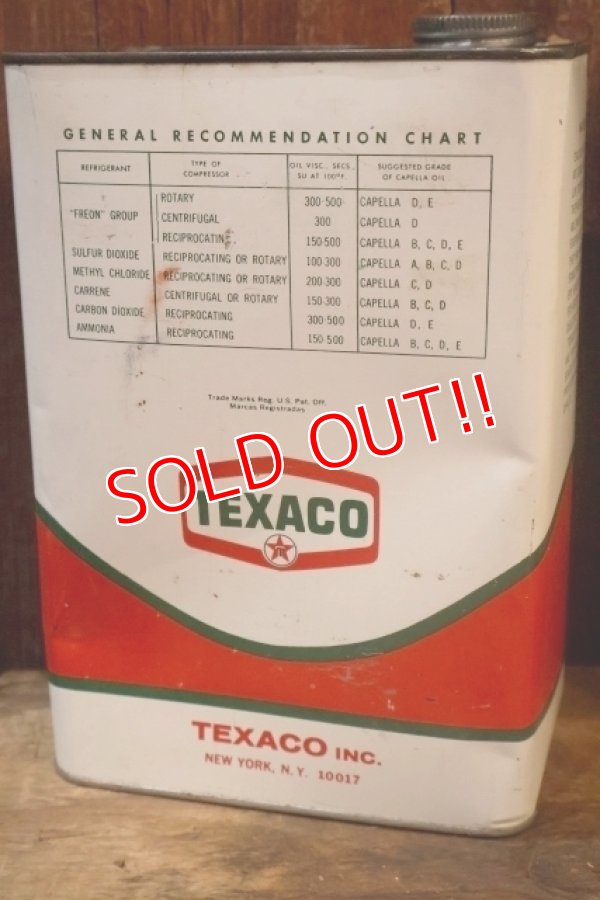 GENERAL RECOMMENDATION CHART
REFRIGERANT TYPE OF COMPRESSOR OIL VISC., SECS. SU AT 100°F. SUGGESTED GRADE OF CAPELLA OIL
"FREON" GROUP ROTARY 300-500 CAPELLA D, E
CENTRIFUGAL 300 CAPELLA D
RECIPROCATING 150-500 CAPELLA B, C, D, E
SULFUR DIOXIDE RECIPROCATING OR ROTARY 100-300 CAPELLA A, B, C, D
METHYL CHLORIDE RECIPROCATING OR ROTARY 200-300 CAPELLA C, D
CARRENE CENTRIFUGAL OR ROTARY 150-300 CAPELLA B, C, D
CARBON DIOXIDE RECIPROCATING 300-500 CAPELLA D, E
AMMONIA RECIPROCATING 150-500 CAPELLA B, C, D, E
Trade Marks Reg. U.S. Pat. Off.
Marcas Registradas
SOLD OUT!!
TEXACO
T
TEXACO INC.
NEW YORK, N.Y. 10017